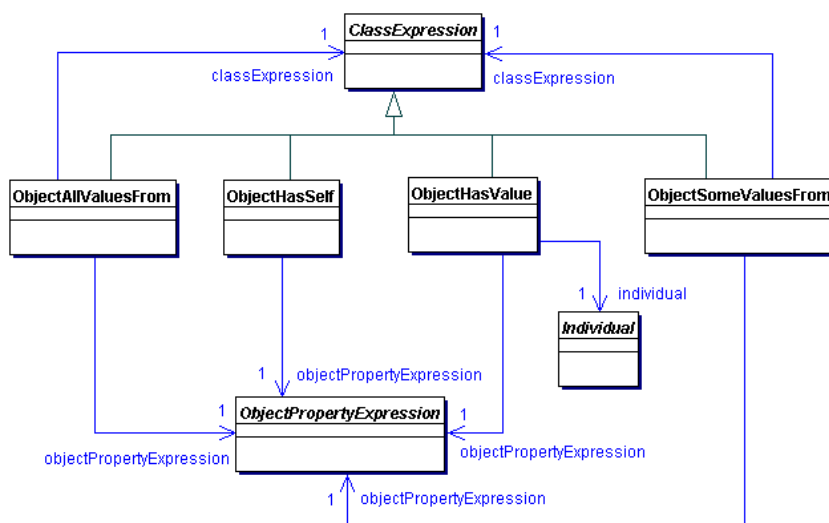 ClassExpression
1
1
classExpression
classExpression
ObjectAllValuesFrom
ObjectHasSelf
ObjectHasValue
ObjectSomeValuesFrom
1
individual
Individual
1
objectPropertyExpression
1
ObjectPropertyExpression
1
objectPropertyExpression
objectPropertyExpression
1
objectPropertyExpression